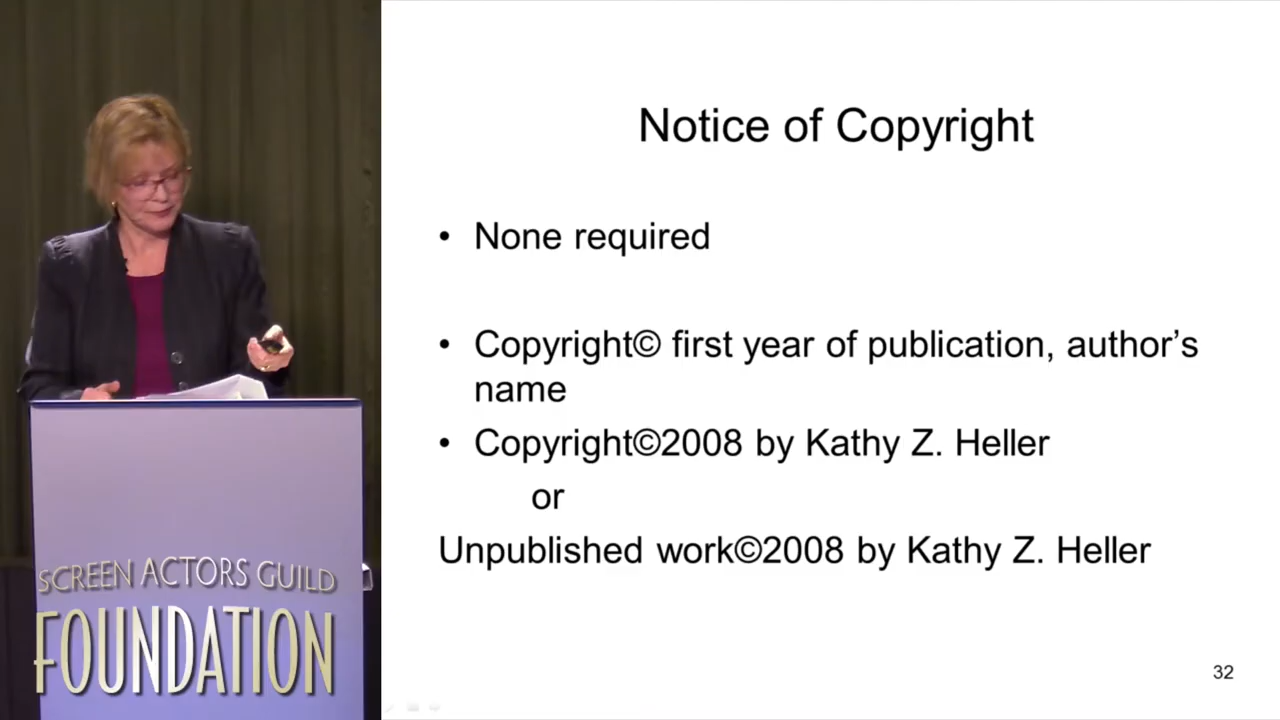 Notice of Copyright
• None required
• Copyright© first year of publication, author’s
name
• Copyright©2008 by Kathy Z. Heller
or
Unpublished work©2008 by Kathy Z. Heller
32
SCREEN ACTORS GUILD
FOUNDATION